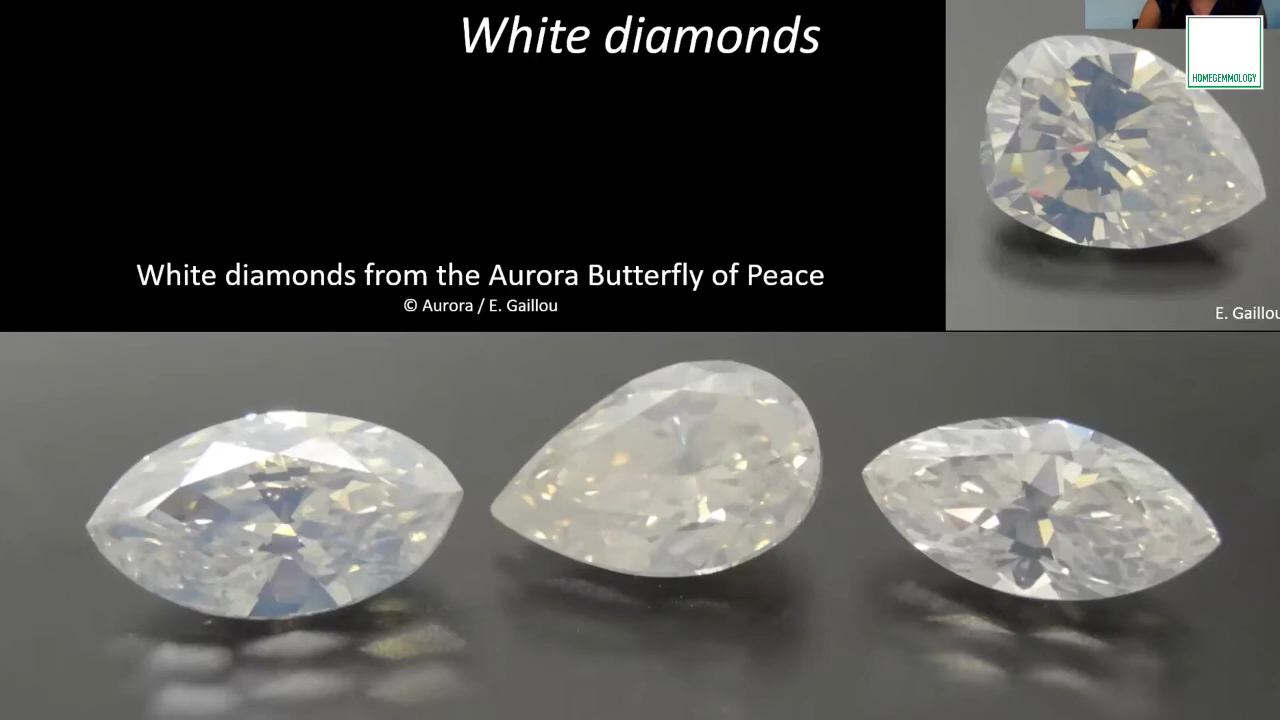 White diamonds
HOMEGEMMOLOGY
White diamonds from the Aurora Butterfly of Peace
© Aurora / E. Gaillou
E. Gaillou